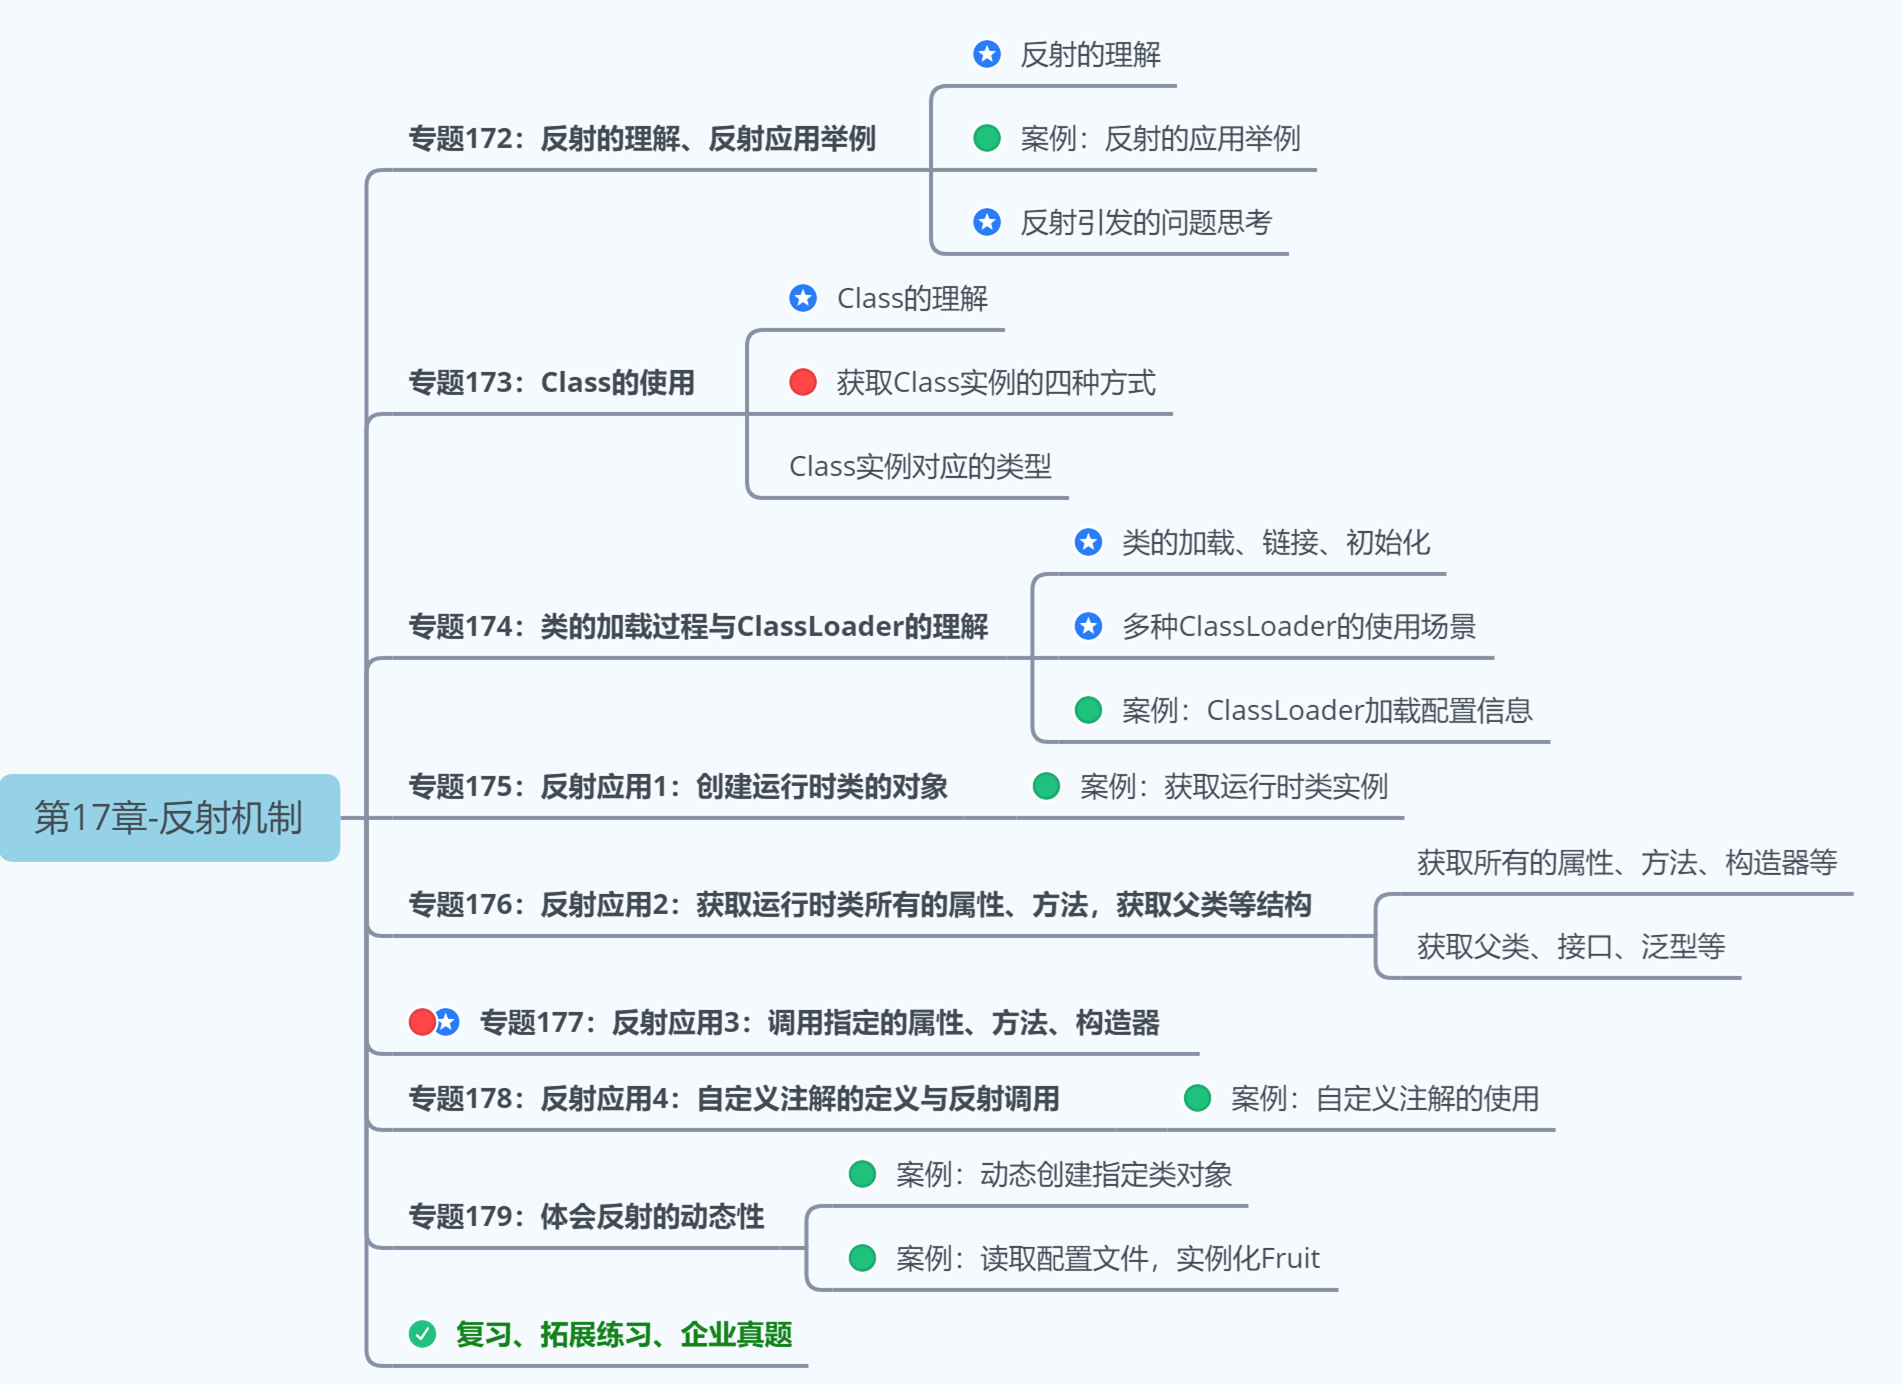 第17章-反射机制
专题172：反射的理解、反射应用举例
反射的理解
案例：反射的应用举例
反射引发的问题思考
专题173：Class的使用
Class的理解
获取Class实例的四种方式
Class实例对应的类型
专题174：类的加载过程与ClassLoader的理解
类的加载、链接、初始化
多种ClassLoader的使用场景
案例：ClassLoader加载配置信息
专题175：反射应用1：创建运行时类的对象
案例：获取运行时类实例
专题176：反射应用2：获取运行时类所有的属性、方法，获取父类等结构
获取所有的属性、方法、构造器等
获取父类、接口、泛型等
专题177：反射应用3：调用指定的属性、方法、构造器
专题178：反射应用4：自定义注解的定义与反射调用
案例：自定义注解的使用
专题179：体会反射的动态性
案例：动态创建指定类对象
案例：读取配置文件，实例化Fruit
复习、拓展练习、企业真题